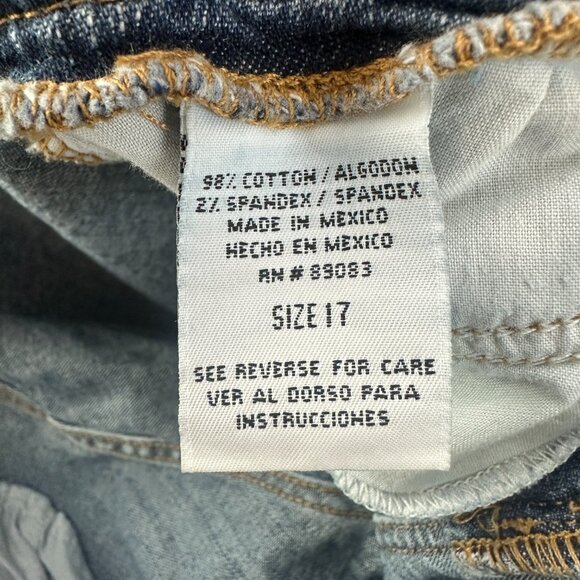 98% COTTON / ALGODON
2% SPANDEX / SPANDEX
MADE IN MEXICO
HECHO EN MEXICO
RN # 89083
SIZE 17
SEE REVERSE FOR CARE
VER AL DORSO PARA
INSTRUCCIONES